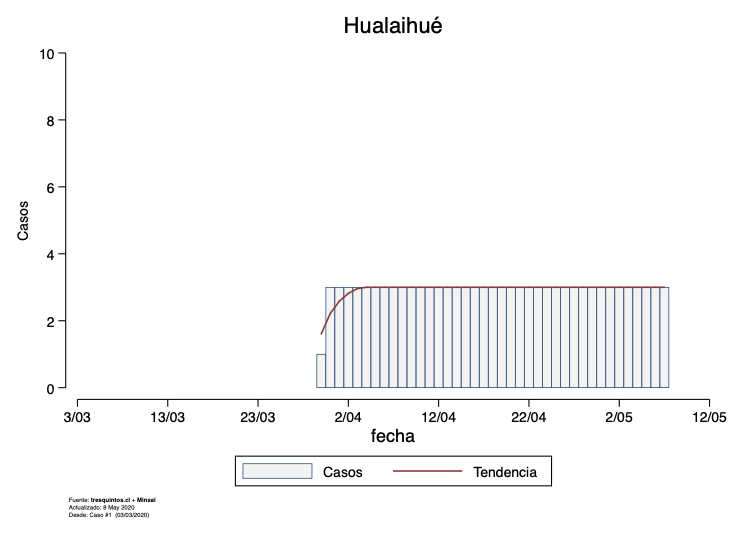 Hualaihué
Casos
10
8
6
4
2
0
3/03 13/03 23/03 2/04 12/04 22/04 2/05 12/05
fecha
Casos Tendencia
Fuente: tresquintos.cl + Minsal
Actualizado: 8 May 2020
Desde: Caso #1 (03/03/2020)